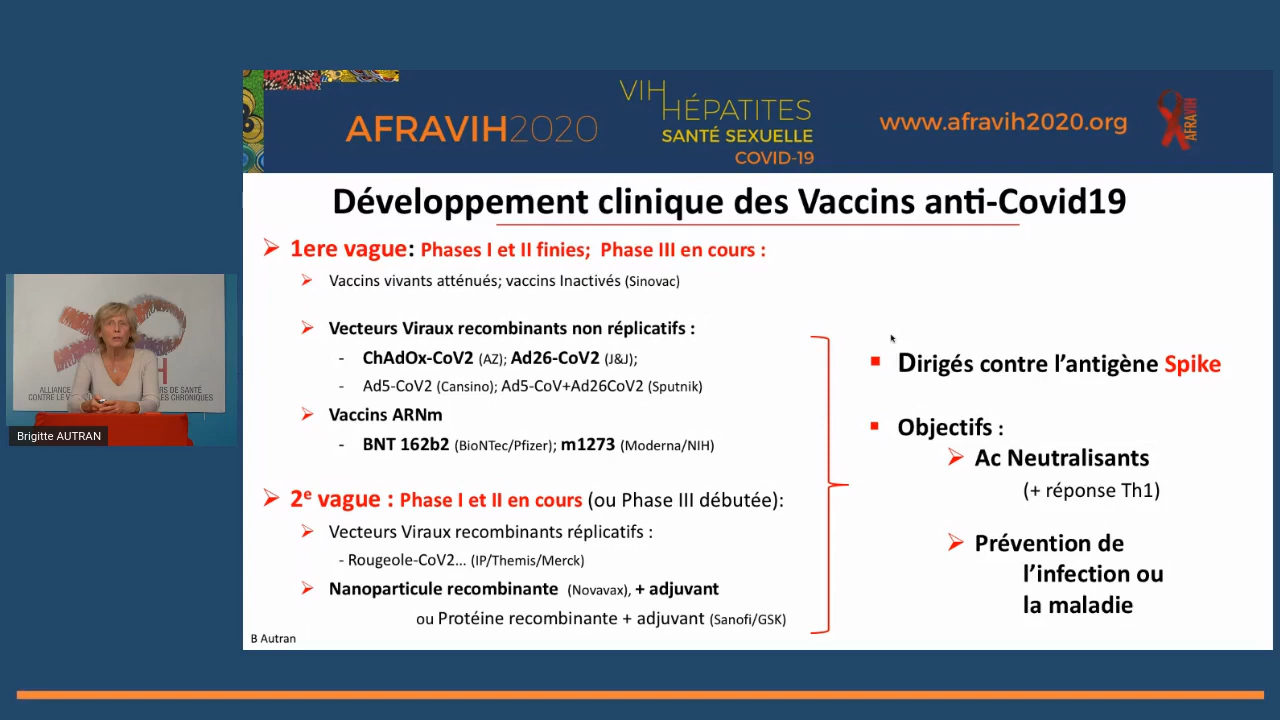 VIH
HÉPATITES
SANTÉ SEXUELLE
COVID-19
AFRAVIH2020
www.afravih2020.org
AFRAVIH
Développement clinique des Vaccins anti-Covid19
1ere vague: Phases I et II finies; Phase III en cours :
Vaccins vivants atténués; vaccins Inactivés (Sinovac)
Vecteurs Viraux recombinants non réplicatifs :
- ChAdOx-CoV2 (AZ); Ad26-CoV2 (J&J);
- Ad5-CoV2 (Cansino); Ad5-CoV+Ad26CoV2 (Sputnik)
Vaccins ARNm
- BNT 162b2 (BioNTec/Pfizer); m1273 (Moderna/NIH)
2e vague : Phase I et II en cours (ou Phase III débutée):
Vecteurs Viraux recombinants réplicatifs :
- Rougeole-CoV2... (IP/Themis/Merck)
Nanoparticule recombinante (Novavax), + adjuvant
ou Protéine recombinante + adjuvant (Sanofi/GSK)
B Autran
Dirigés contre l'antigène Spike
Objectifs :
Ac Neutralisants
(+ réponse Th1)
Prévention de
l'infection ou
la maladie
ALLIANCE
RS DE SANTÉ
CONTRE LE V
LES CHRONIQUES
Brigitte AUTRAN